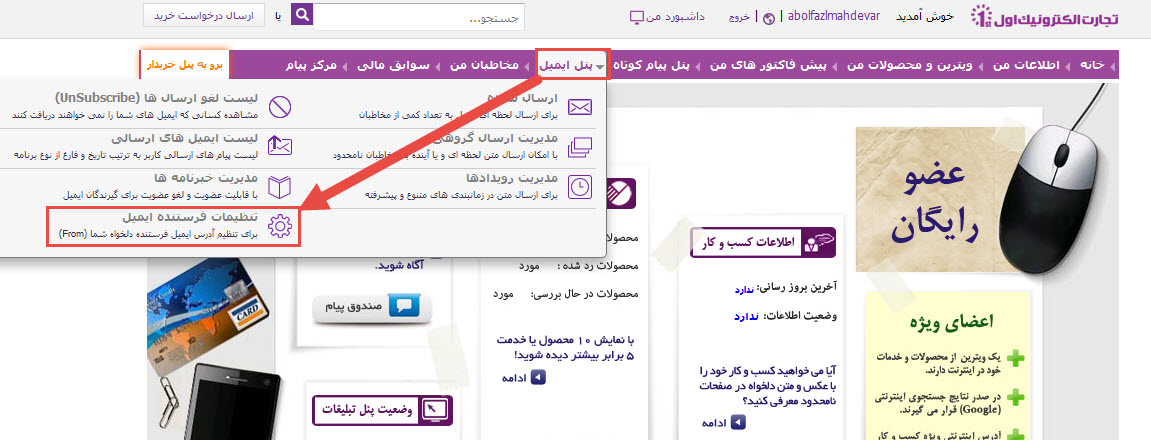 تجارت الکترونیک اول
خوش آمدید
abolfazlmahdevar
خروج
داشبورد من
جستجو...
یا
ارسال درخواست خرید
خانه
اطلاعات من
ویترین و محصولات من
پیش فاکتور های من
پنل پیام کوتاه
پنل ایمیل
مخاطبان من
سوابق مالی
مرکز پیام
برو به پنل خریدار
ارسال
برای ارسال لحظه ای به تعداد کمی از مخاطبان
مدیریت ارسال گروهی
با امکان ارسال متن لحظه ای و یا آینده مخاطبان نامحدود
مدیریت رویدادها
برای ارسال متن در زمانبندی های متنوع و پیشرفته
لیست لغو ارسال ها (UnSubscribe)
مشاهده کسانی که ایمیل های شما را نمی خواهند دریافت کنند
لیست ایمیل های ارسالی
لیست پیام های ارسالی کاربر به ترتیب تاریخ و فارغ از نوع برنامه
مدیریت خبرنامه ها
با قابلیت عضویت و لغو عضویت برای گیرندگان ایمیل
تنظیمات فرستنده ایمیل
برای تنظیم آدرس ایمیل فرستنده دلخواه شما (From)
عضو
رایگان
اعضای ویژه
یک ویترین از محصولات و خدمات
خود در اینترنت دارند.
در صدر نتایج جستجوی اینترنتی
(Google) قرار می گیرند.
آدرس اینترنتی ویژه کسب و کار
اطلاعات کسب و کار
آخرین بروز رسانی: ندارد
وضعیت اطلاعات: ندارد
آیا می خواهید کسب و کار خود را
با عکس و متن دلخواه در صفحات
نامحدود معرفی کنید؟
ادامه
محصولات رد شده : مورد
محصولات در حال بررسی: مورد
با نمایش ۱۰ محصول یا خدمت
۵ برابر بیشتر دیده شوید!
ادامه
آگاه شوید.
صندوق پیام
وضعیت پنل تبلیغات
Credit
CARD